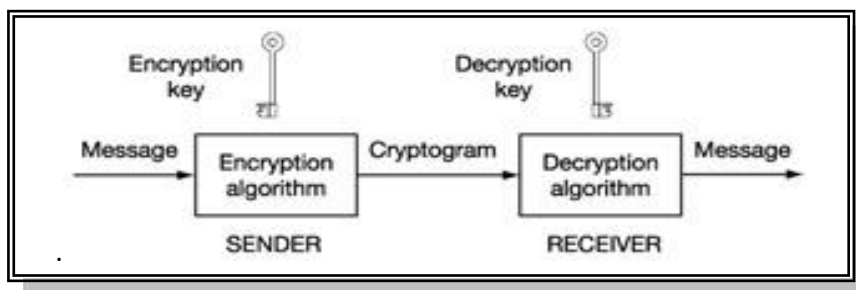 Encryption
key
Decryption
key
Message
Encryption
algorithm
Cryptogram
Decryption
algorithm
Message
SENDER
RECEIVER
.